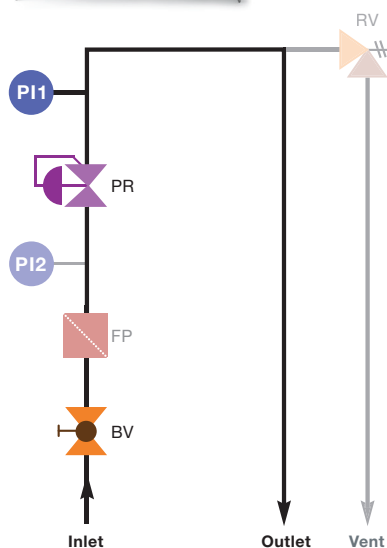 RV
PI1
PR
PI2
FP
BV
Inlet
Outlet
Vent